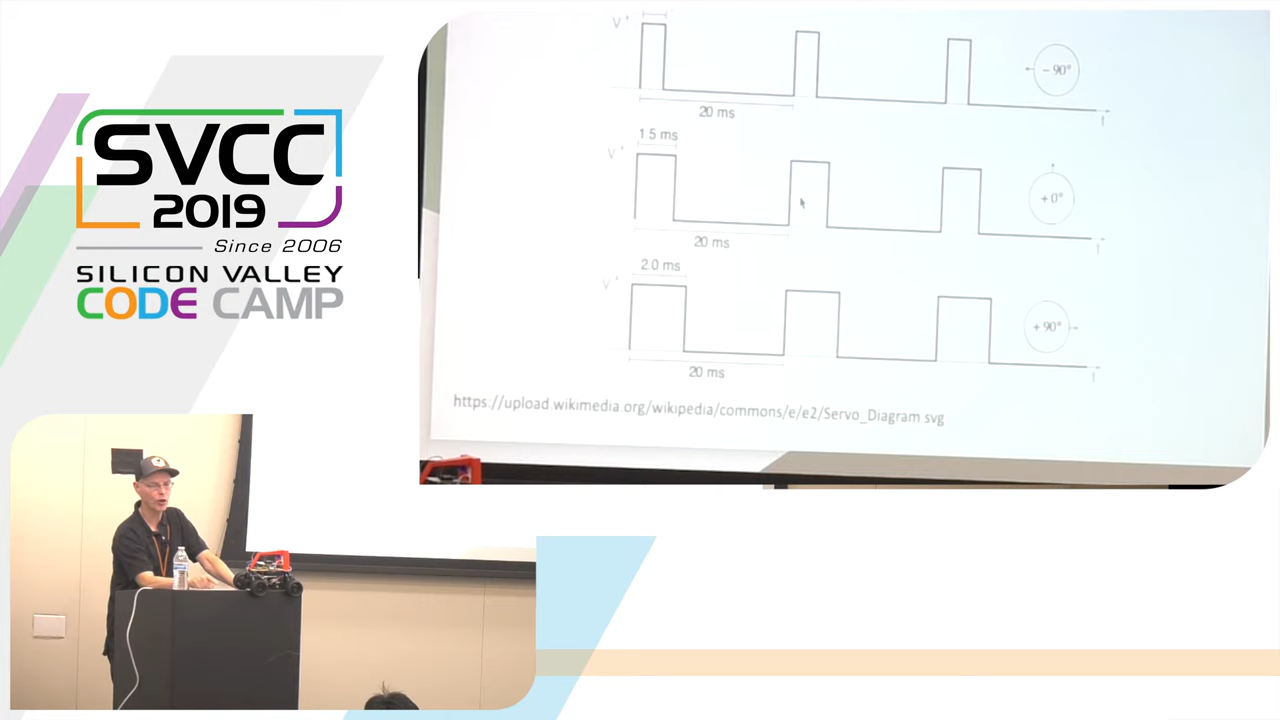 SVCC
2019
Since 2006
SILICON VALLEY
CODE CAMP
V+
20 ms
t
- 90°
1 5 ms
V+
20 ms
t
+ 0°
2 0 ms
V+
20 ms
t
+ 90°
https://upload wikimedia org/wikipedia/commons/e/e2/Servo_Diagram svg